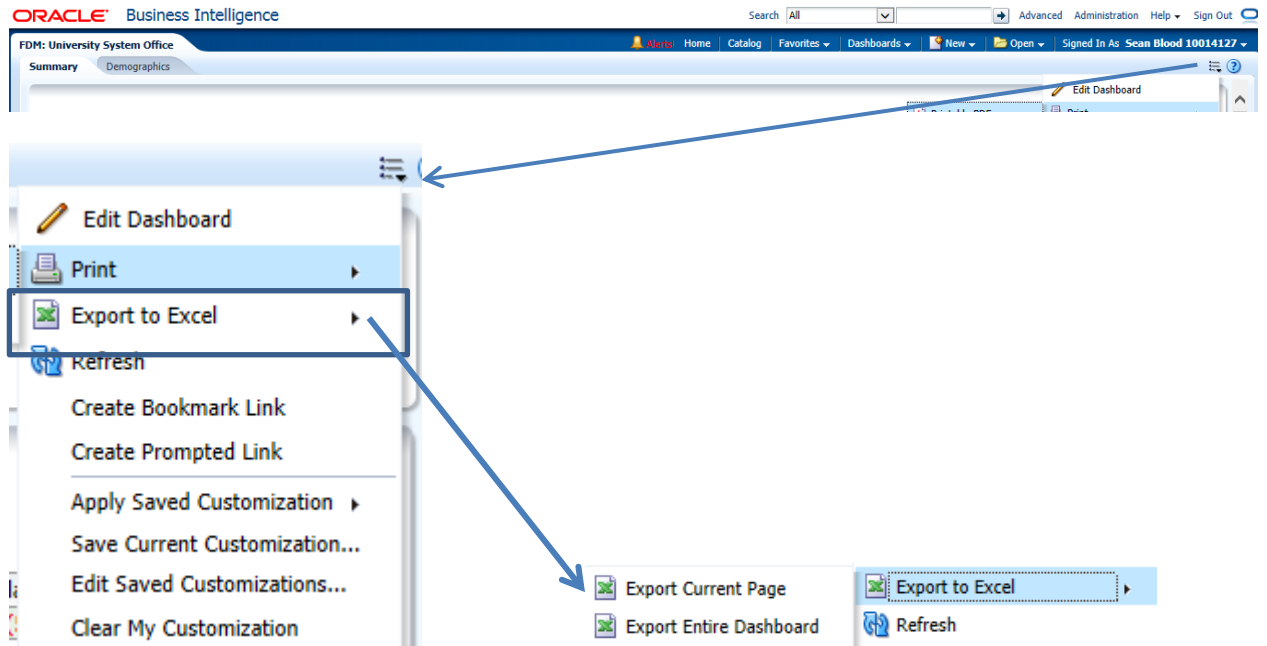 ORACLE Business Intelligence
Search All Advanced Administration Help Sign Out
FDM: University System Office
Alerts Home Catalog Favorites Dashboards New Open Signed In As Sean Blood 10014127
Summary Demographics
Edit Dashboard
Print
Edit Dashboard
Print
Export to Excel
Refresh
Create Bookmark Link
Create Prompted Link
Apply Saved Customization
Save Current Customization...
Edit Saved Customizations...
Clear My Customization
Export Current Page
Export Entire Dashboard
Export to Excel
Refresh